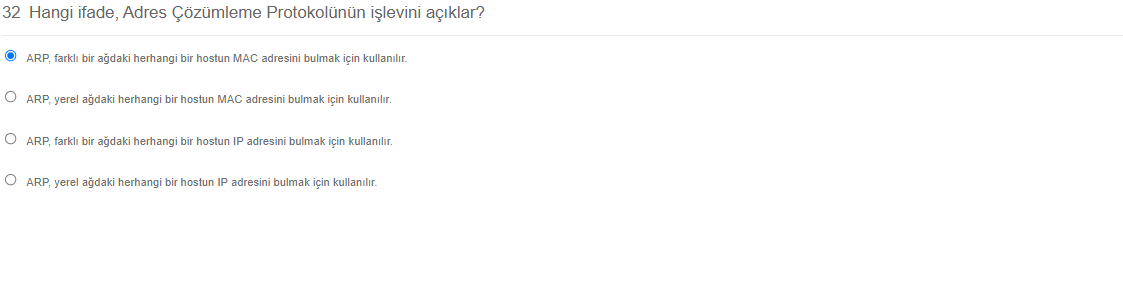 32 Hangi ifade, Adres Çözümleme Protokolünün işlevini açıklar?
ARP, farklı bir ağdaki herhangi bir hostun MAC adresini bulmak için kullanılır.
ARP, yerel ağdaki herhangi bir hostun MAC adresini bulmak için kullanılır.
ARP, farklı bir ağdaki herhangi bir hostun IP adresini bulmak için kullanılır.
ARP, yerel ağdaki herhangi bir hostun IP adresini bulmak için kullanılır.